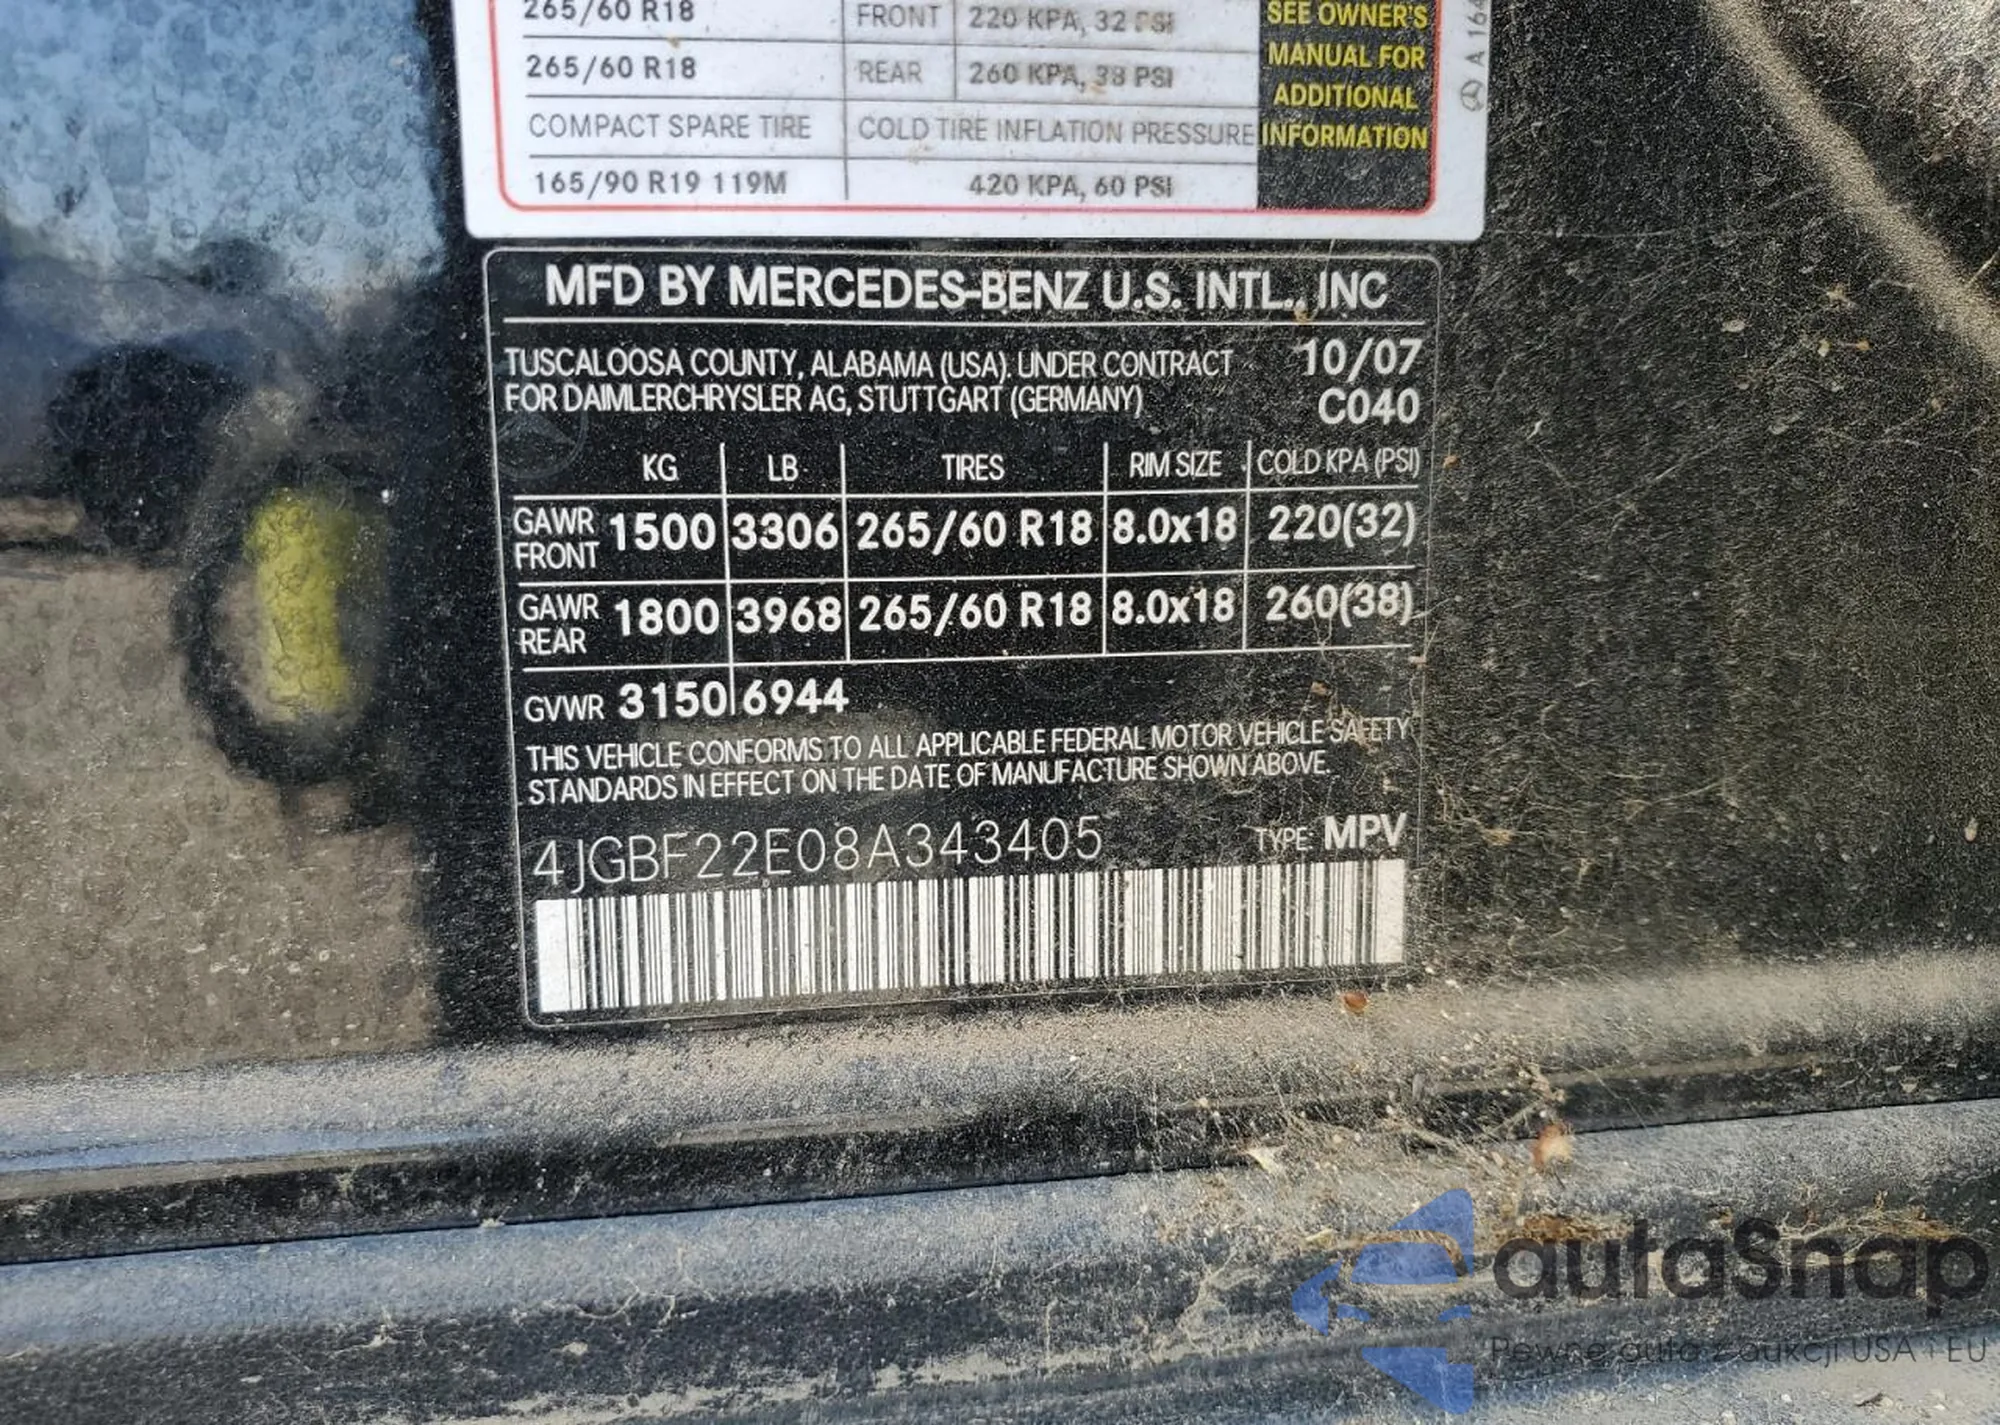 265/60 R18 FRONT 220 KPA, 32 PSI
265/60 R18 REAR 260 KPA, 38 PSI
COMPACT SPARE TIRE COLD TIRE INFLATION PRESSURE
165/90 R19 119M 420 KPA, 60 PSI
SEE OWNER'S
MANUAL FOR
ADDITIONAL
INFORMATION
A 164
MFD BY MERCEDES-BENZ U.S. INTL., INC
TUSCALOOSA COUNTY, ALABAMA (USA) UNDER CONTRACT 10/07
FOR DAIMLERCHRYSLER AG, STUTTGART (GERMANY) C040
KG LB TIRES RIM SIZE COLD KPA (PSI)
GAWR FRONT 1500 3306 265/60 R18 8.0x18 220(32)
GAWR REAR 1800 3968 265/60 R18 8.0x18 260(38)
GVWR 3150 6944
THIS VEHICLE CONFORMS TO ALL APPLICABLE FEDERAL MOTOR VEHICLE SAFETY
STANDARDS IN EFFECT ON THE DATE OF MANUFACTURE SHOWN ABOVE.
4JGBF22E08A343405 TYPE: MPV
autaSnap
Pewne auta z aukcji USA i EU